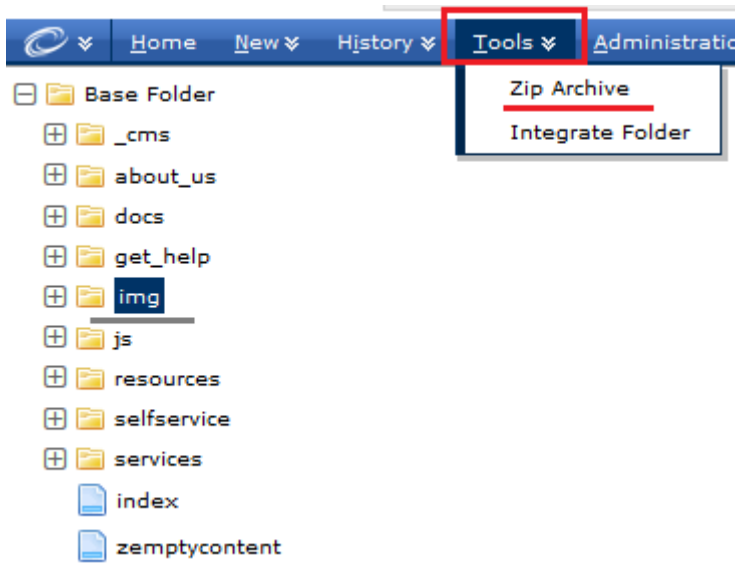 Home New History Tools Administratio
Zip Archive
Integrate Folder
Base Folder
_cms
about_us
docs
get_help
img
js
resources
selfservice
services
index
zemptycontent